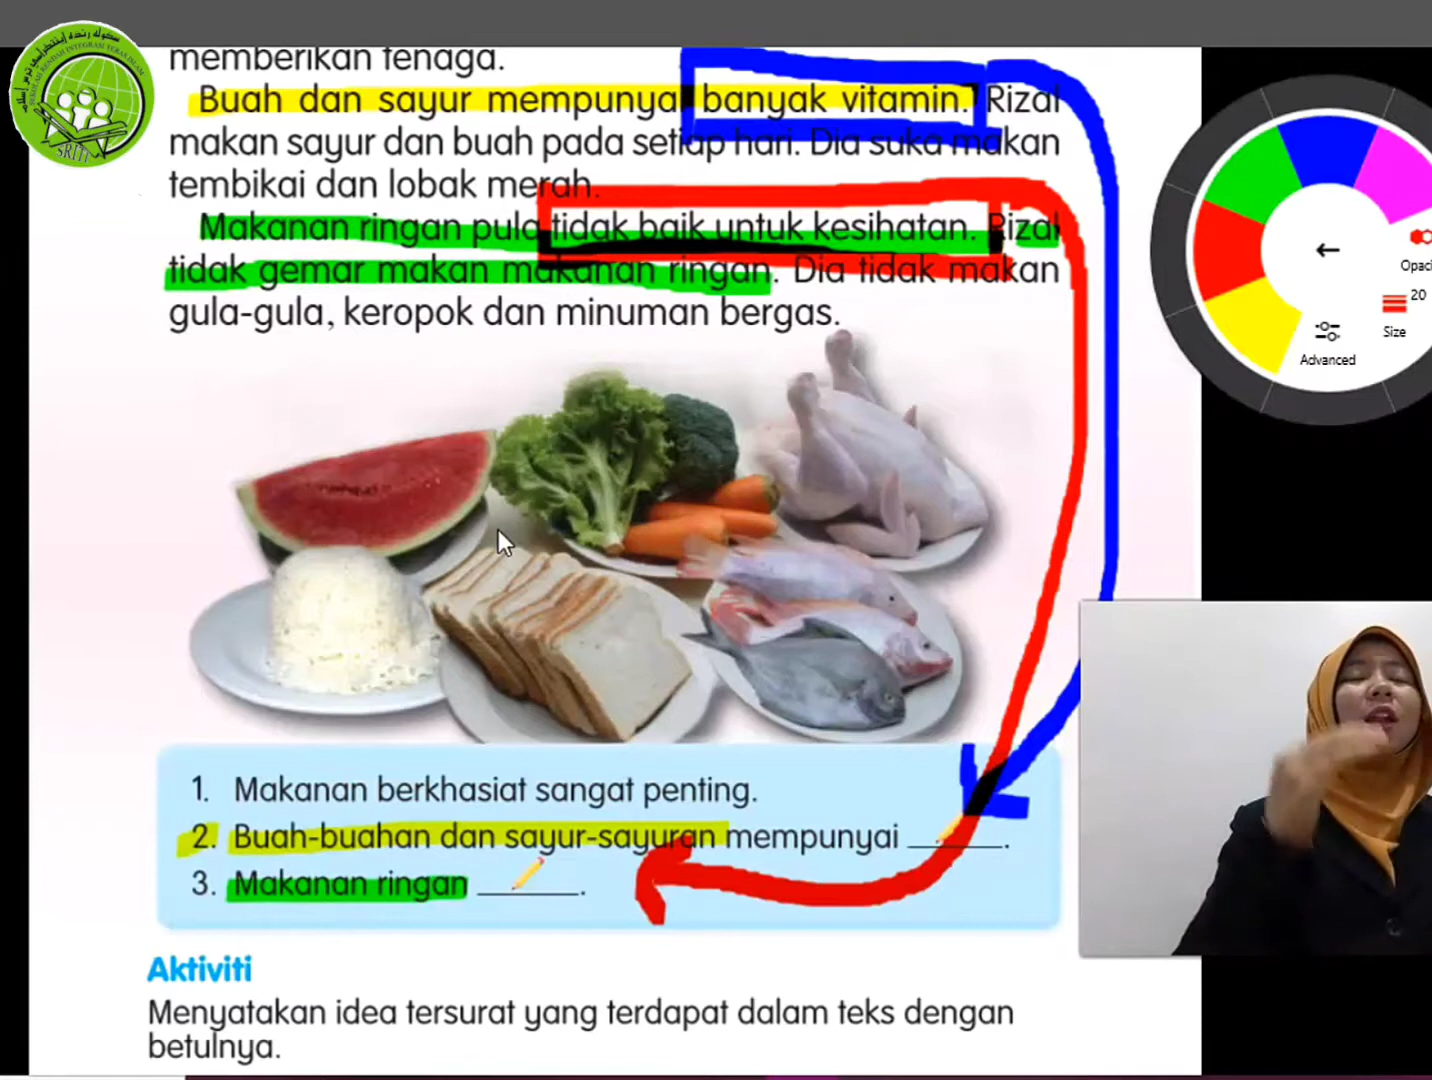 memberikan tenaga.
Buah dan sayur mempunyai banyak vitamin. Rizal
makan sayur dan buah pada setiap hari. Dia suka makan
tembikai dan lobak merah.
Makanan ringan pula tidak baik untuk kesihatan. Rizal
tidak gemar makan makanan ringan. Dia tidak makan
gula-gula, keropok dan minuman bergas.
1. Makanan berkhasiat sangat penting.
2. Buah-buahan dan sayur-sayuran mempunyai ______.
3. Makanan ringan ______.
Aktiviti
Menyatakan idea tersurat yang terdapat dalam teks dengan
betulnya.
SRITI
Opaci
20
Size
Advanced